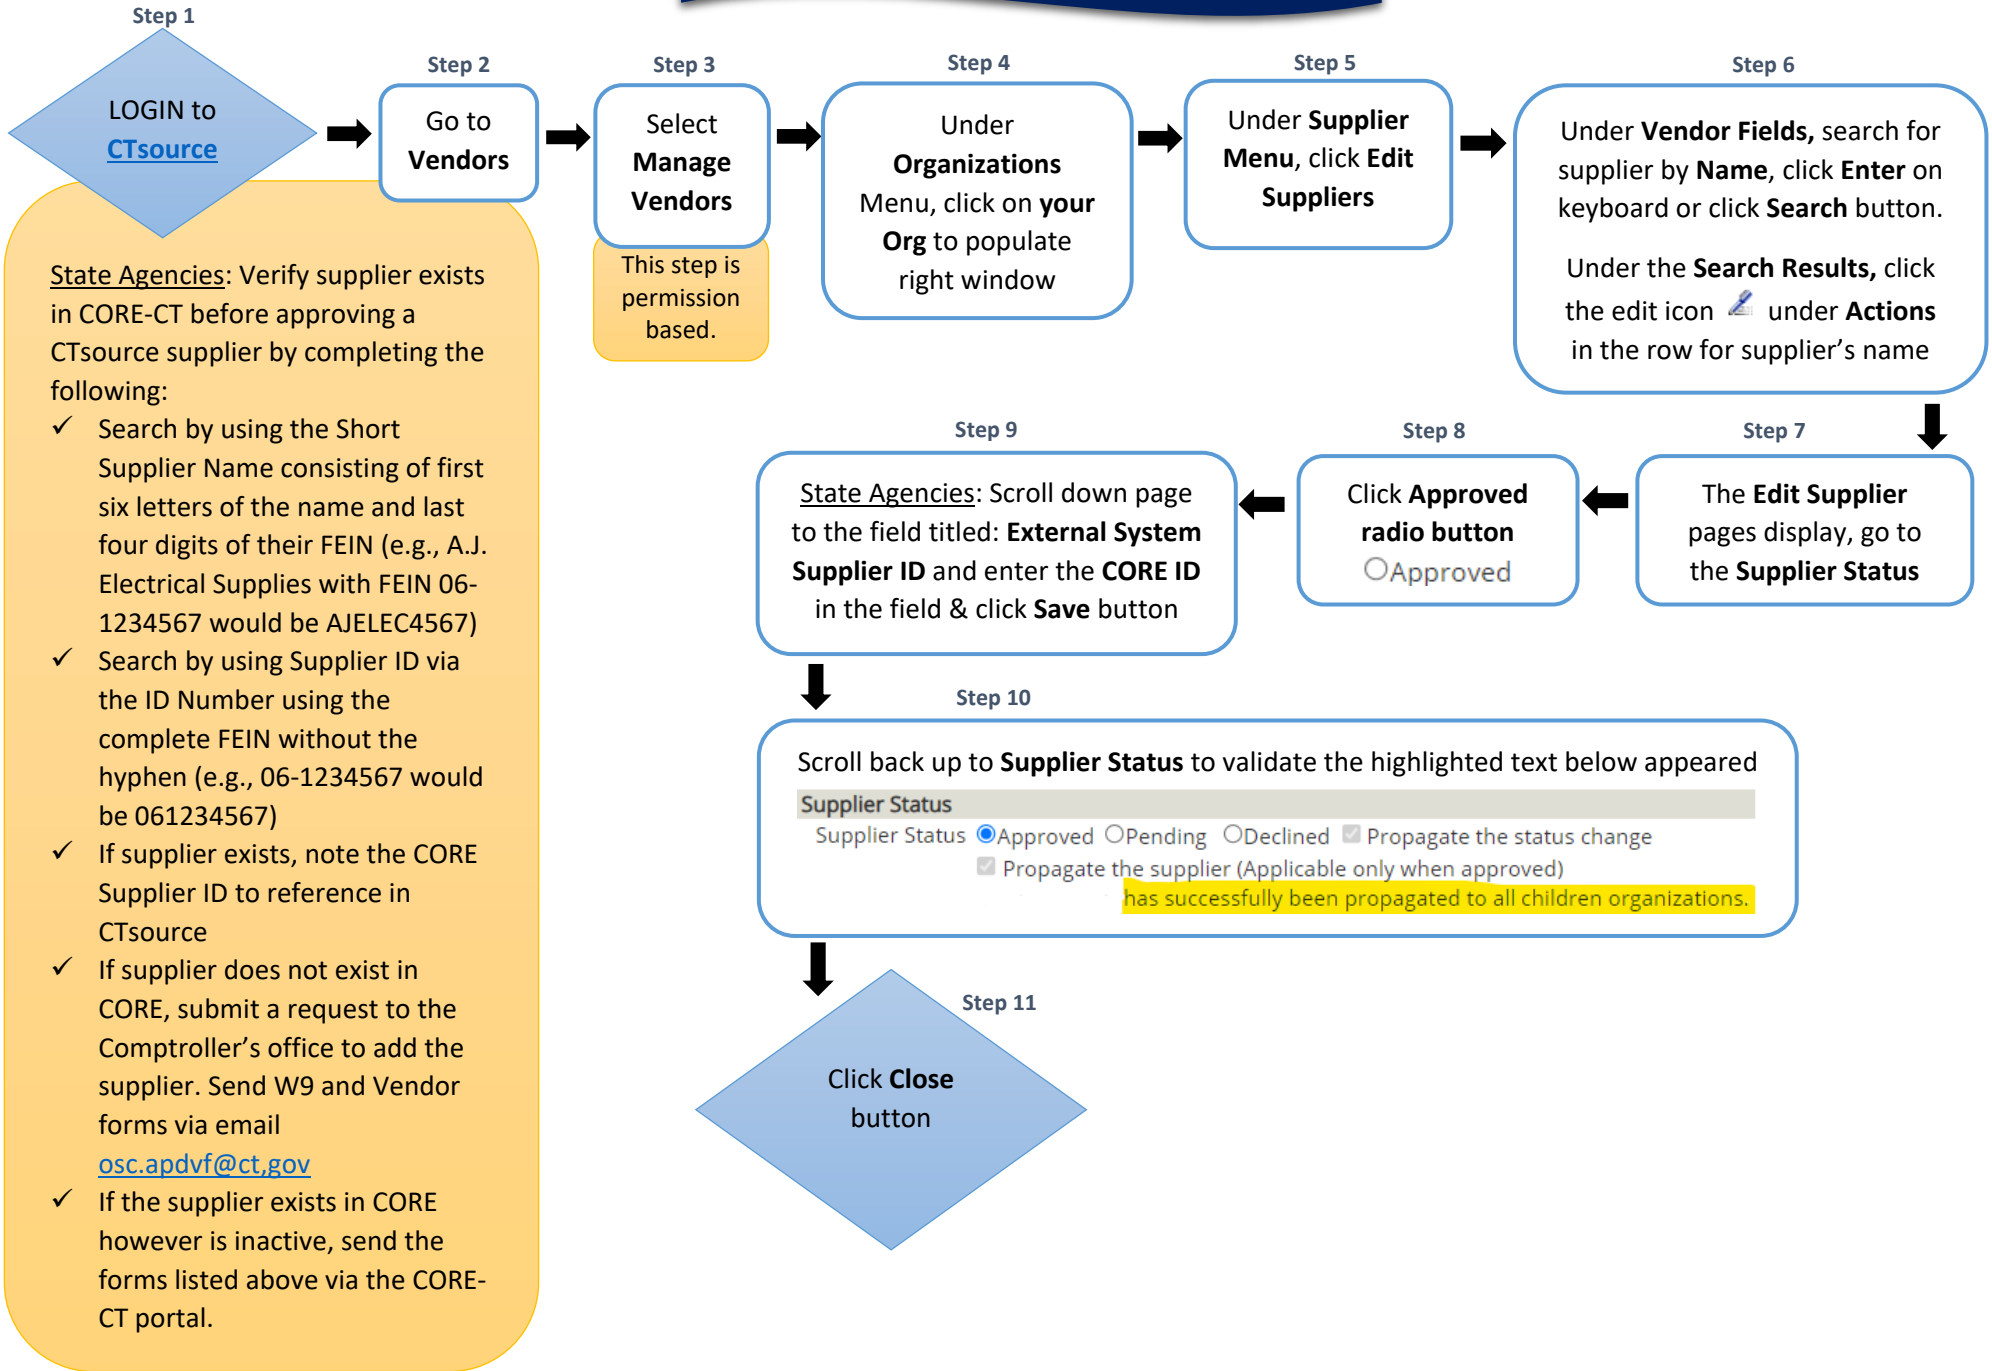 Step 1
LOGIN to
CTsource
State Agencies: Verify supplier exists
in CORE-CT before approving a
CTsource supplier by completing the
following:
✓ Search by using the Short
Supplier Name consisting of first
six letters of the name and last
four digits of their FEIN (e.g., A.J.
Electrical Supplies with FEIN 06-
1234567 would be AJELEC4567)
✓ Search by using Supplier ID via
the ID Number using the
complete FEIN without the
hyphen (e.g., 06-1234567 would
be 061234567)
✓ If supplier exists, note the CORE
Supplier ID to reference in
CTsource
✓ If supplier does not exist in
CORE, submit a request to the
Comptroller’s office to add the
supplier. Send W9 and Vendor
forms via email
osc.apdvf@ct,gov
✓ If the supplier exists in CORE
however is inactive, send the
forms listed above via the CORE-
CT portal.
Step 2
Go to
Vendors
Step 3
Select
Manage
Vendors
This step is
permission
based.
Step 4
Under
Organizations
Menu, click on your
Org to populate
right window
Step 5
Under Supplier
Menu, click Edit
Suppliers
Step 6
Under Vendor Fields, search for
supplier by Name, click Enter on
keyboard or click Search button.
Under the Search Results, click
the edit icon under Actions
in the row for supplier’s name
Step 7
The Edit Supplier
pages display, go to
the Supplier Status
Step 8
Click Approved
radio button
Approved
Step 9
State Agencies: Scroll down page
to the field titled: External System
Supplier ID and enter the CORE ID
in the field & click Save button
Step 10
Scroll back up to Supplier Status to validate the highlighted text below appeared
Supplier Status
Supplier Status Approved Pending Declined Propagate the status change
Propagate the supplier (Applicable only when approved)
has successfully been propagated to all children organizations.
Step 11
Click Close
button